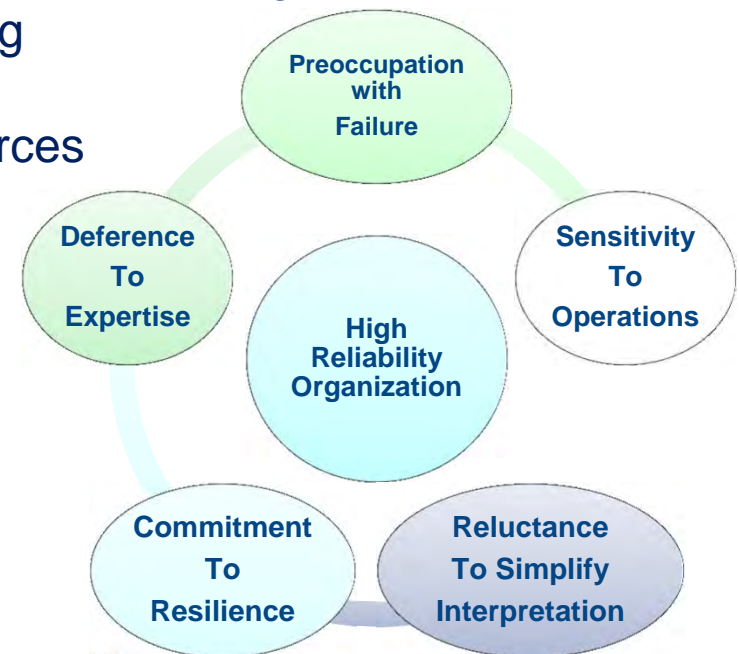 g
rces
Preoccupation
with
Failure
Deference
To
Expertise
Sensitivity
To
Operations
High
Reliability
Organization
Commitment
To
Resilience
Reluctance
To Simplify
Interpretation